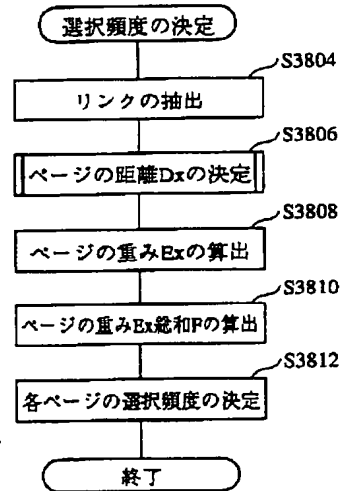 選択頻度の決定
S3804
リンクの抽出
S3806
ページの距離Dxの決定
S3808
ページの重みExの算出
S3810
ページの重みEx総和Pの算出
S3812
各ページの選択頻度の決定
終了